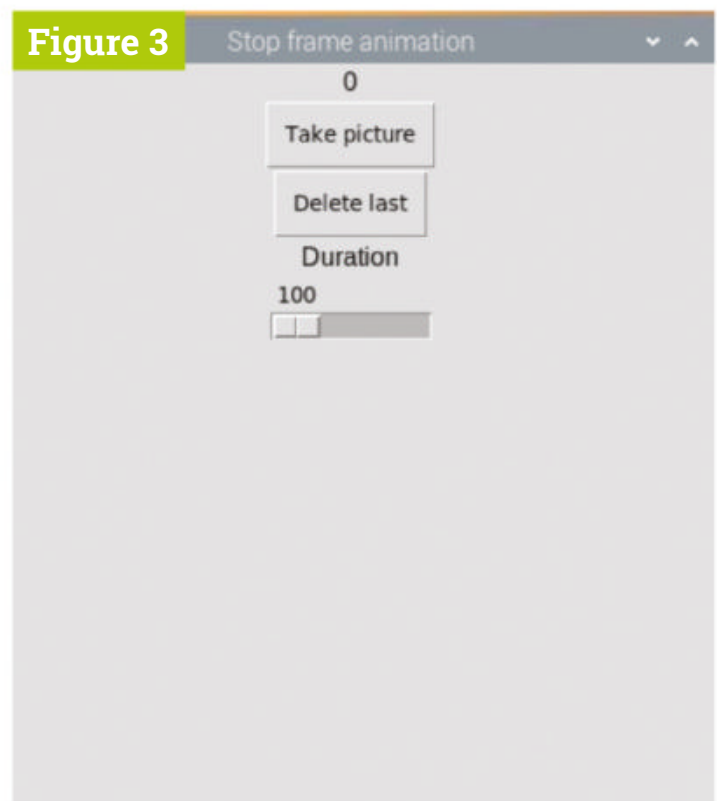 Figure 3
Stop frame animation
0
Take picture
Delete last
Duration
100